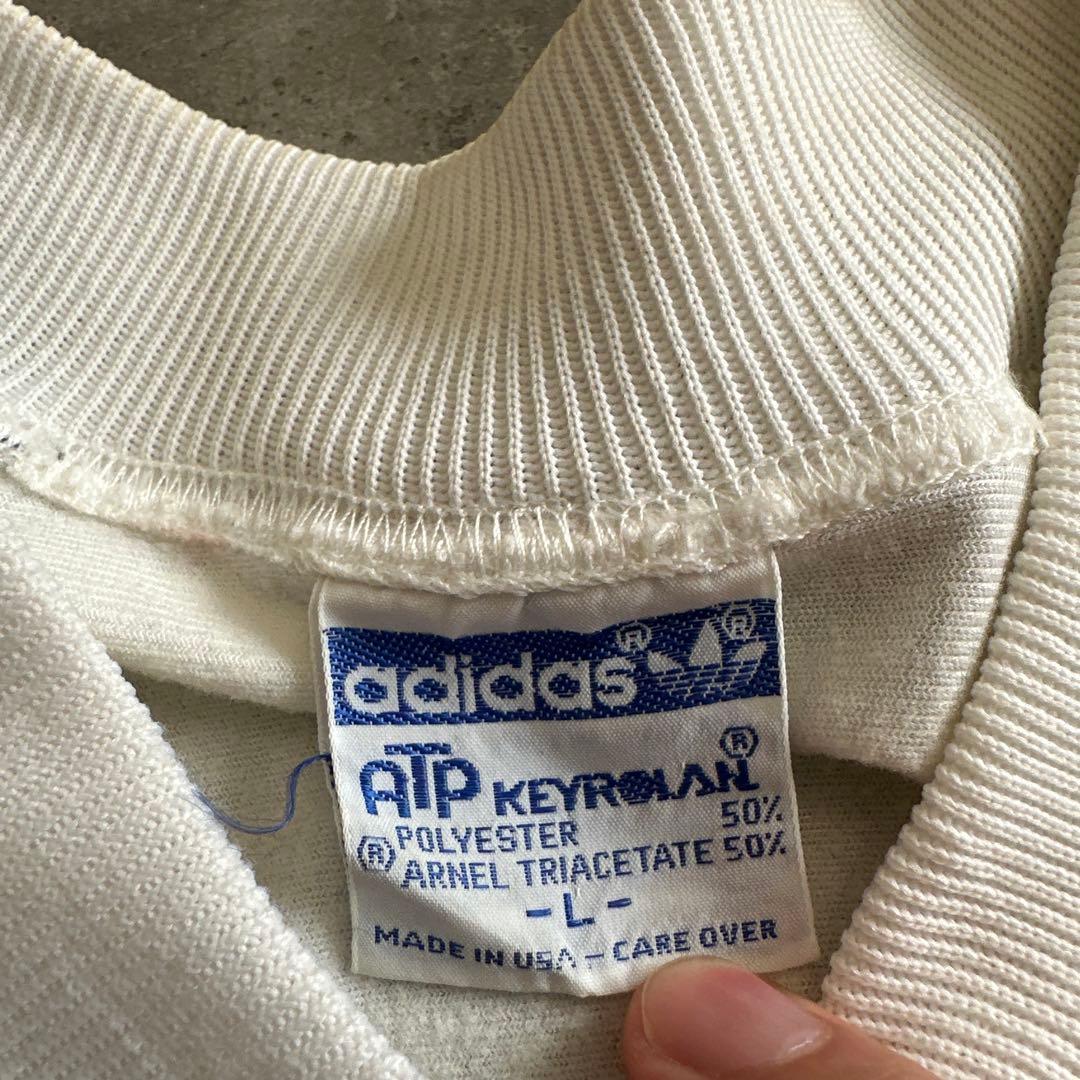 adidas® ®
ATP KEYROLAN®
POLYESTER 50%
® ARNEL TRIACETATE 50%
- L -
MADE IN USA - CARE OVER